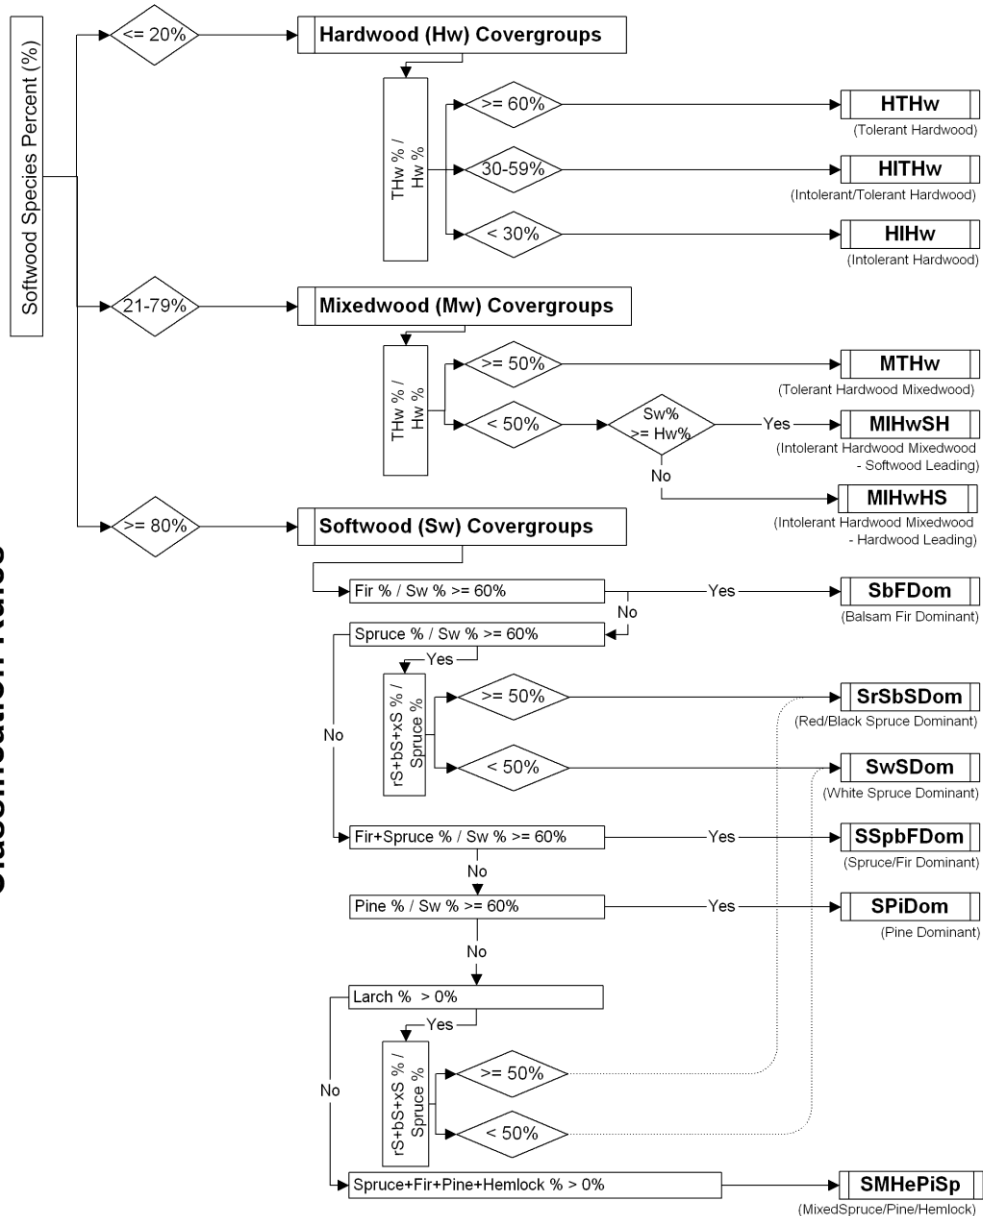 Softwood Species Percent (%)
<= 20%
Hardwood (Hw) Covergroups
THw % /
Hw %
>= 60%
HTHw
(Tolerant Hardwood)
30-59%
HITHw
(Intolerant/Tolerant Hardwood)
< 30%
HIHw
(Intolerant Hardwood)
21-79%
Mixedwood (Mw) Covergroups
THw % /
Hw %
>= 50%
MTHw
(Tolerant Hardwood Mixedwood)
< 50%
Sw%
>= Hw%
Yes
MIHwSH
(Intolerant Hardwood Mixedwood
- Softwood Leading)
No
MIHwHS
(Intolerant Hardwood Mixedwood
- Hardwood Leading)
>= 80%
Softwood (Sw) Covergroups
Fir % / Sw % >= 60%
Yes
SbFDom
(Balsam Fir Dominant)
No
Spruce % / Sw % >= 60%
Yes
rS+bS+xS % /
Spruce %
>= 50%
SrSbSDom
(Red/Black Spruce Dominant)
No
< 50%
SwSDom
(White Spruce Dominant)
Fir+Spruce % / Sw % >= 60%
Yes
SSpbFDom
(Spruce/Fir Dominant)
No
Pine % / Sw % >= 60%
Yes
SPiDom
(Pine Dominant)
No
Larch % > 0%
Yes
rS+bS+xS % /
Spruce %
>= 50%
No
< 50%
Spruce+Fir+Pine+Hemlock % > 0%
SMHePiSp
(MixedSpruce/Pine/Hemlock)